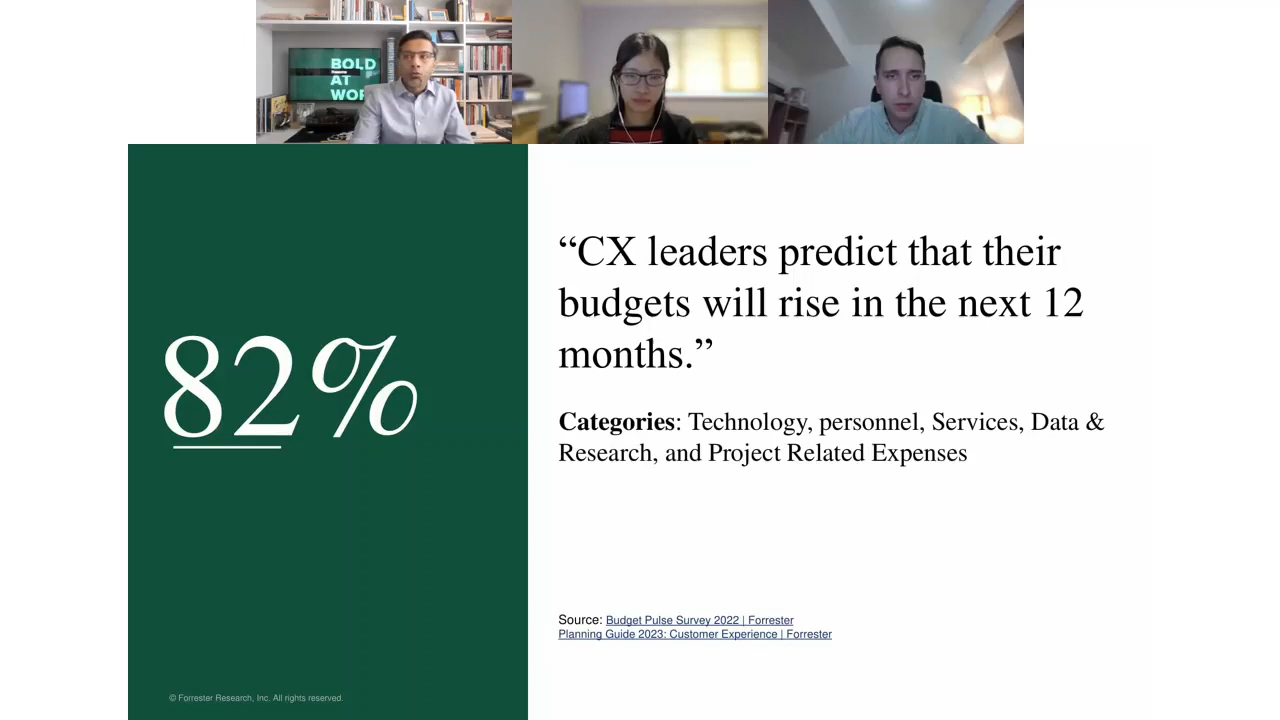 BOLD
AT
“CX leaders predict that their
budgets will rise in the next 12
months.”
82%
Categories: Technology, personnel, Services, Data &
Research, and Project Related Expenses
Source: Budget Pulse Survey 2022 | Forrester
Planning Guide 2023: Customer Experience | Forrester
© Forrester Research, Inc. All rights reserved.